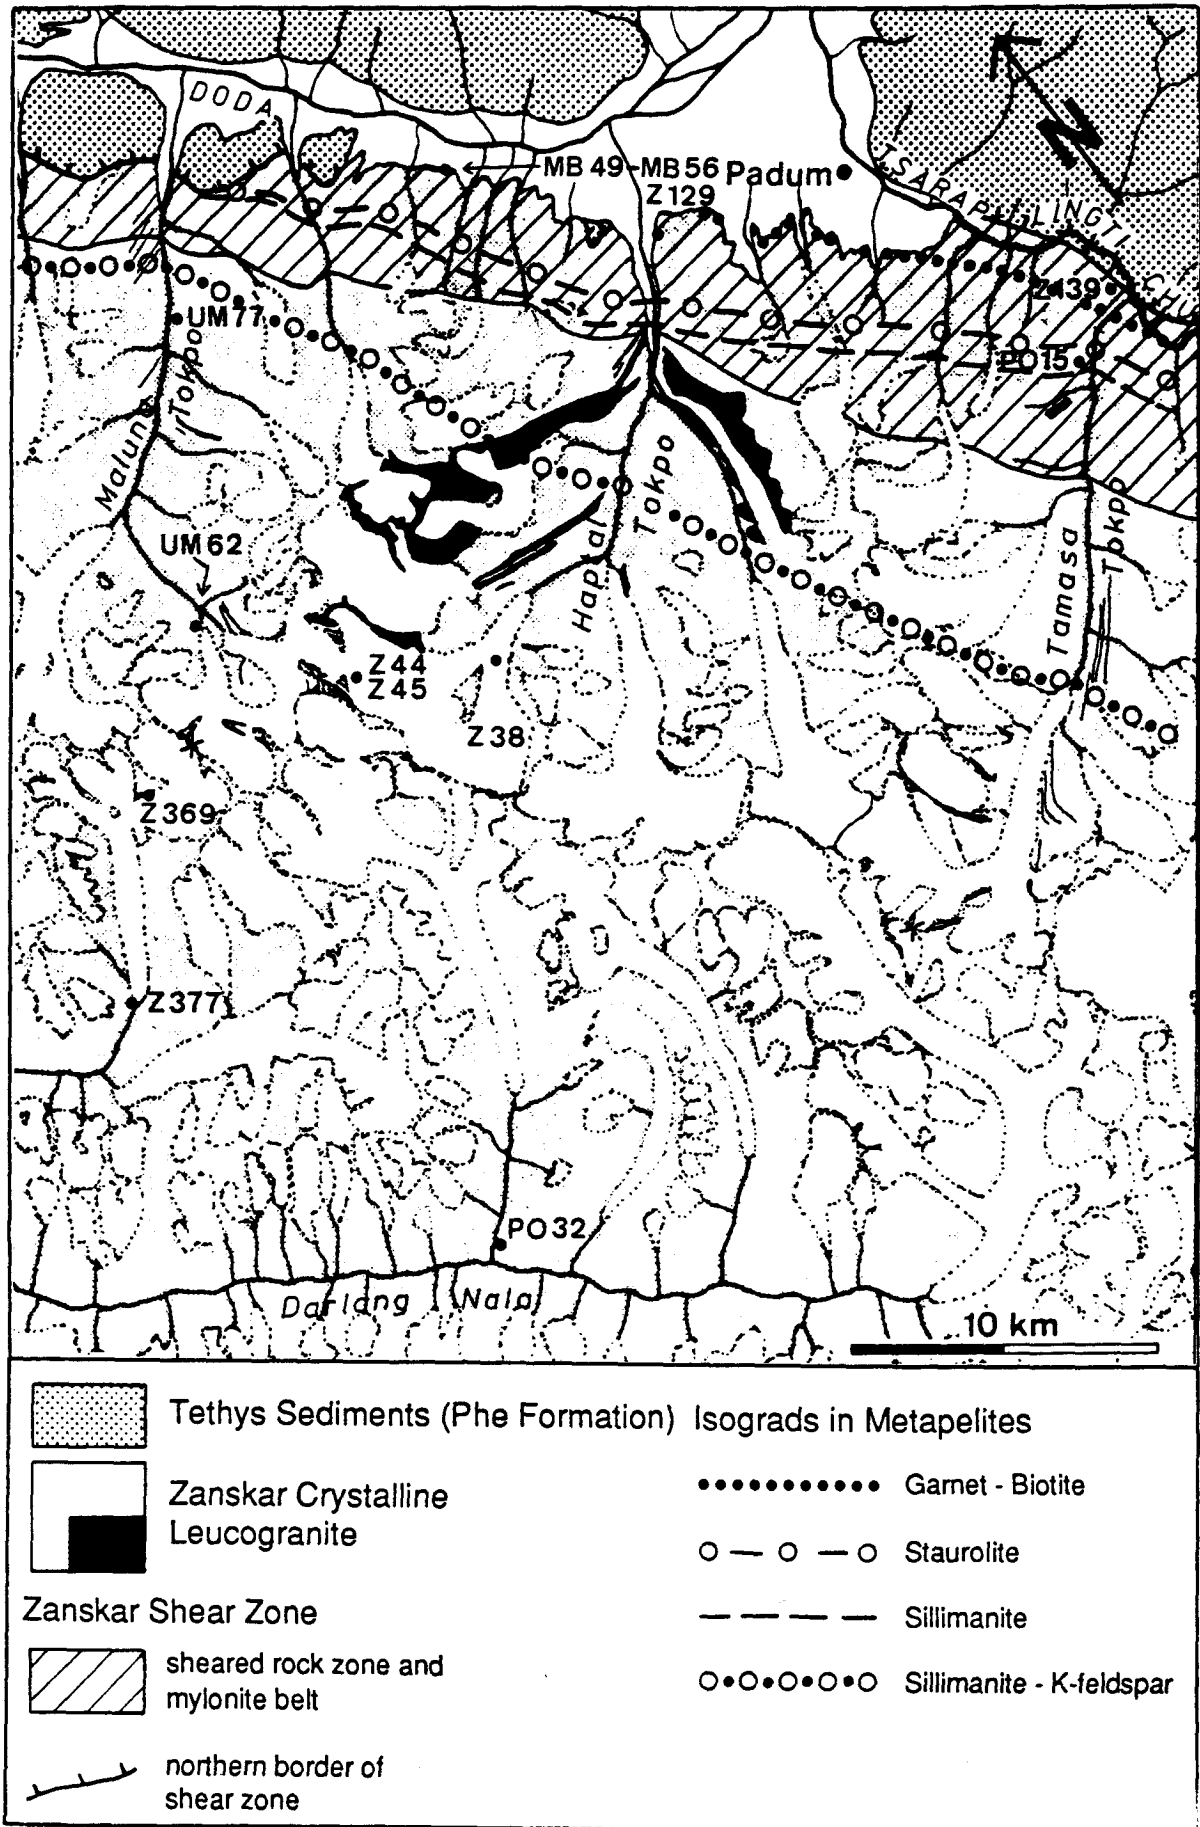 DODA
N
MB 49-MB 56
Padum
Z129
TSARAP LINGTI CHU
Z139
UM77
PO15
Malung Tokpo
Haptal Tokpo
Tamasa Tokpo
UM62
Z44
Z45
Z38
Z369
Z377
PO32
Darlang Nala
10 km
Tethys Sediments (Phe Formation)
Zanskar Crystalline
Leucogranite
Zanskar Shear Zone
sheared rock zone and
mylonite belt
northern border of
shear zone
Isograds in Metapelites
Garnet - Biotite
Staurolite
Sillimanite
Sillimanite - K-feldspar